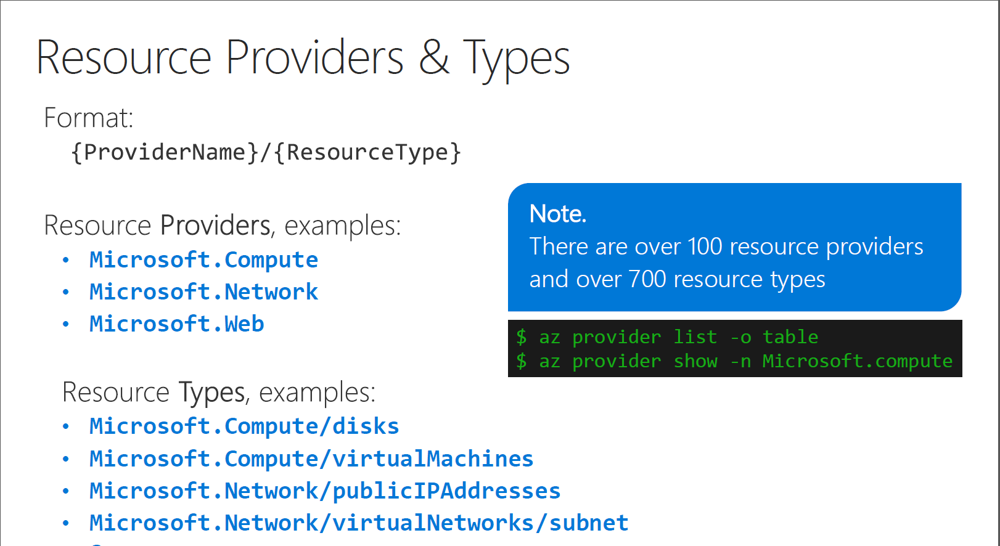 Resource Providers & Types
Format:
{ProviderName}/{ResourceType}
Resource Providers, examples:
• Microsoft.Compute
• Microsoft.Network
• Microsoft.Web
Note.
There are over 100 resource providers
and over 700 resource types
$ az provider list -o table
$ az provider show -n Microsoft.compute
Resource Types, examples:
• Microsoft.Compute/disks
• Microsoft.Compute/virtualMachines
• Microsoft.Network/publicIPAddresses
• Microsoft.Network/virtualNetworks/subnet